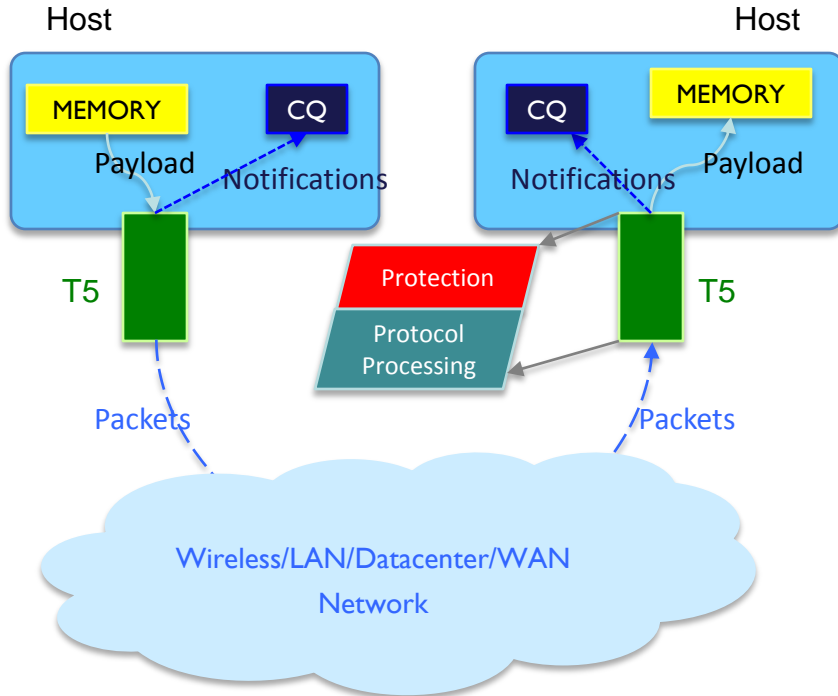 Host
Host
MEMORY
CQ
CQ
MEMORY
Payload
Notifications
Notifications
Payload
T5
Protection
Protocol
Processing
T5
Packets
Packets
Wireless/LAN/Datacenter/WAN
Network